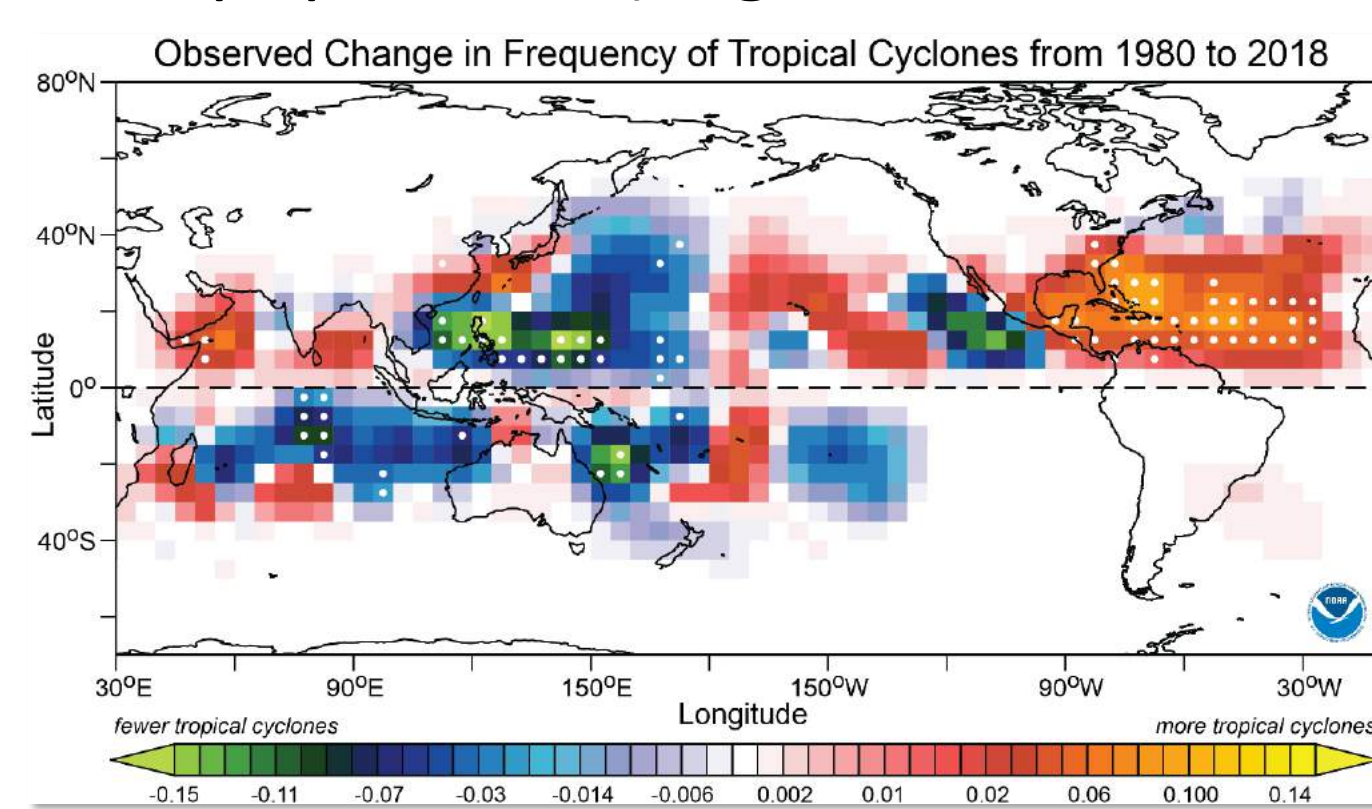 Observed Change in Frequency of Tropical Cyclones from 1980 to 2018
80°N
40°N
0°
40°S
Latitude
30°E 90°E 150°E 150°W 90°W 30°W
Longitude
fewer tropical cyclones more tropical cyclones
-0.15 -0.11 -0.07 -0.03 -0.014 -0.006 0.002 0.01 0.02 0.06 0.100 0.14
NOAA